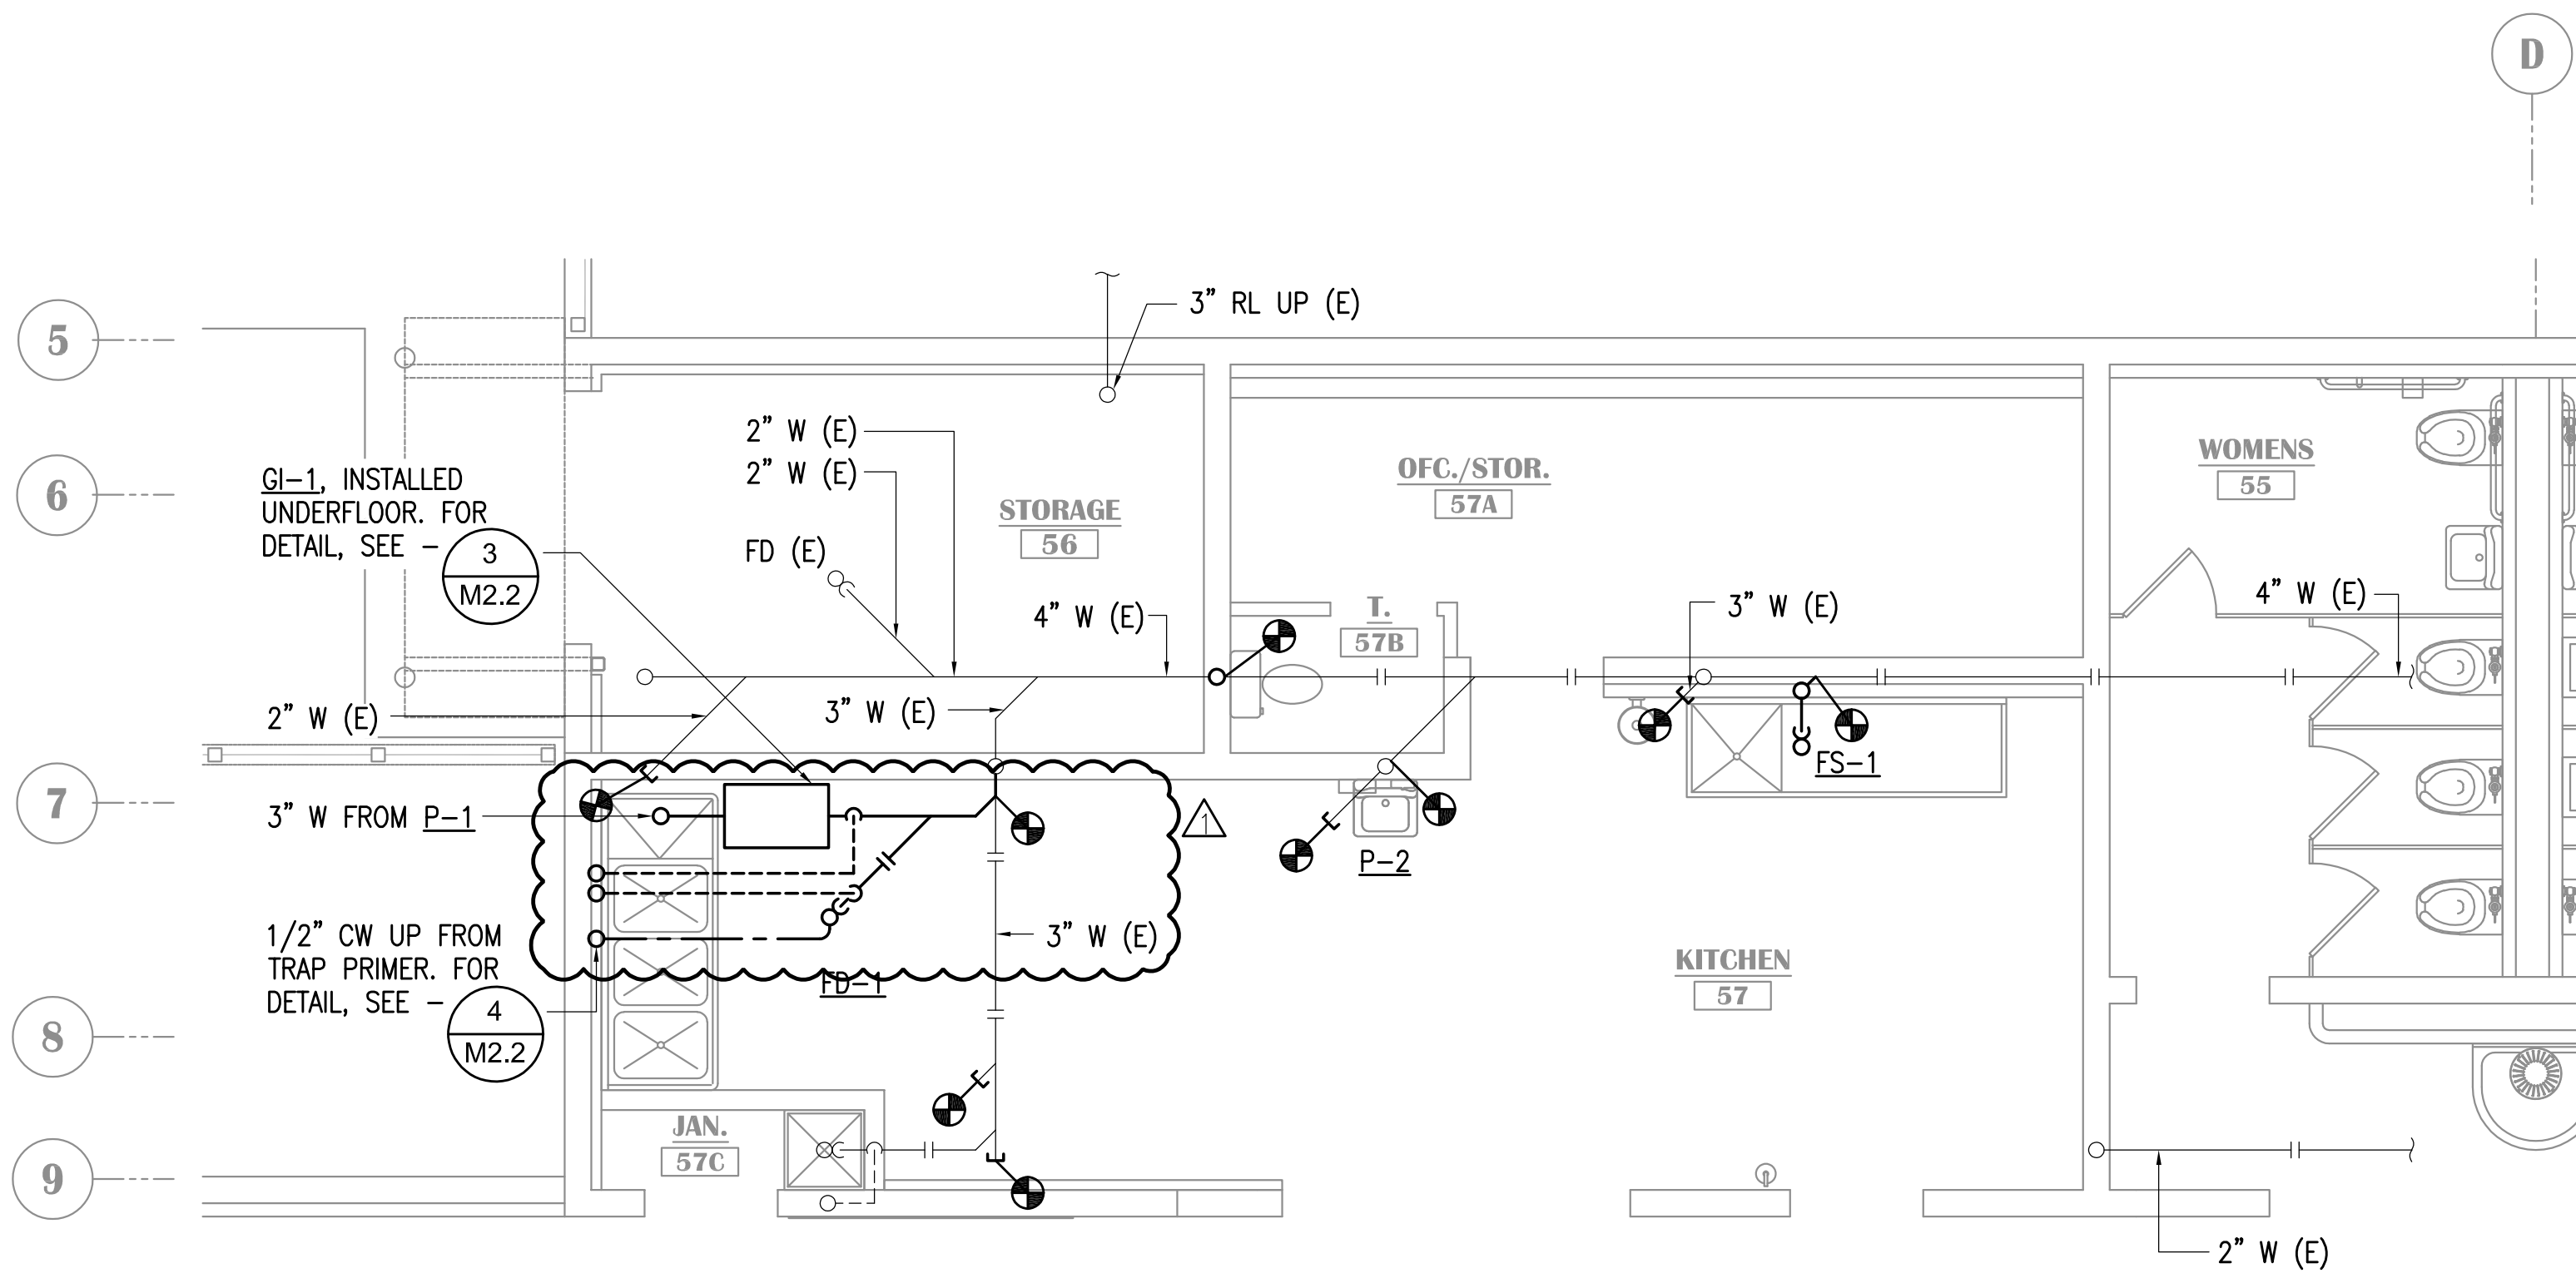 D
3” RL UP (E)
5
2” W (E)
2” W (E)
WOMENS
55
OFC./STOR.
57A
GI-1, INSTALLED
UNDERFLOOR. FOR
DETAIL, SEE -
3
M2.2
6
STORAGE
56
FD (E)
4” W (E)
T.
57B
3” W (E)
4” W (E)
2” W (E)
3” W (E)
FS-1
7
3” W FROM P-1
1
P-2
1/2” CW UP FROM
TRAP PRIMER. FOR
DETAIL, SEE -
4
M2.2
3” W (E)
FD-1
KITCHEN
57
8
JAN.
57C
9
2” W (E)